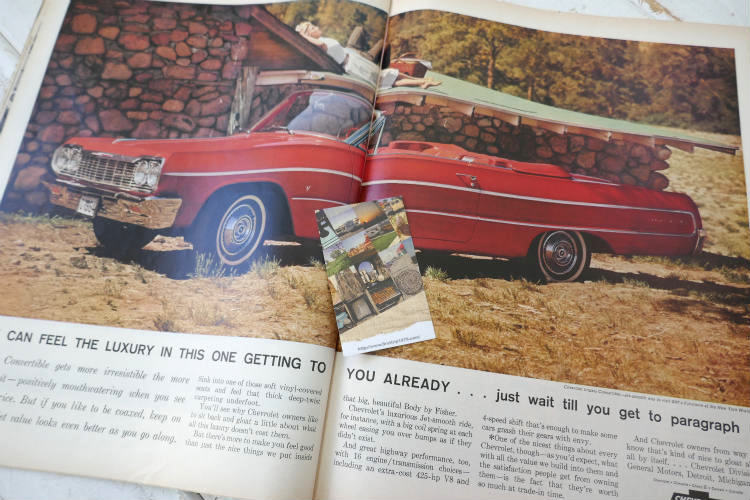 CAN FEEL THE LUXURY IN THIS ONE GETTING TO
Convertible gets more irresistible the more
st—positively mouthwatering when you see
rice. But if you like to be coaxed, keep on
et value looks even better as you go along.
Sink into one of those soft vinyl-covered
seats and feel that thick deep-twist
carpeting underfoot.
You'll see why Chevrolet owners like
to sit back and gloat a little about what
all this luxury doesn't cost them.
But there's more to make you feel good
than just the nice things we put inside
YOU ALREADY . . . just wait till you get to paragraph
that big, beautiful Body by Fisher.
Chevrolet's luxurious Jet-smooth ride,
for instance, with a big coil spring at each
wheel easing you over bumps as if they
didn't exist.
And great highway performance, too,
with 16 engine/transmission choices—
including an extra-cost 425-hp V8 and
4-speed shift that's enough to make some
cars gnash their gears with envy.
One of the nicest things about every
Chevrolet, though—as you'd expect, what
with all the value we build into them and
the satisfaction people get from owning
them—is the fact that they're worth
so much at trade-in time.
And Chevrolet owners from way
know that's kind of nice to gloat
all by itself. . . . Chevrolet Divis
General Motors, Detroit, Michigan
CHEV